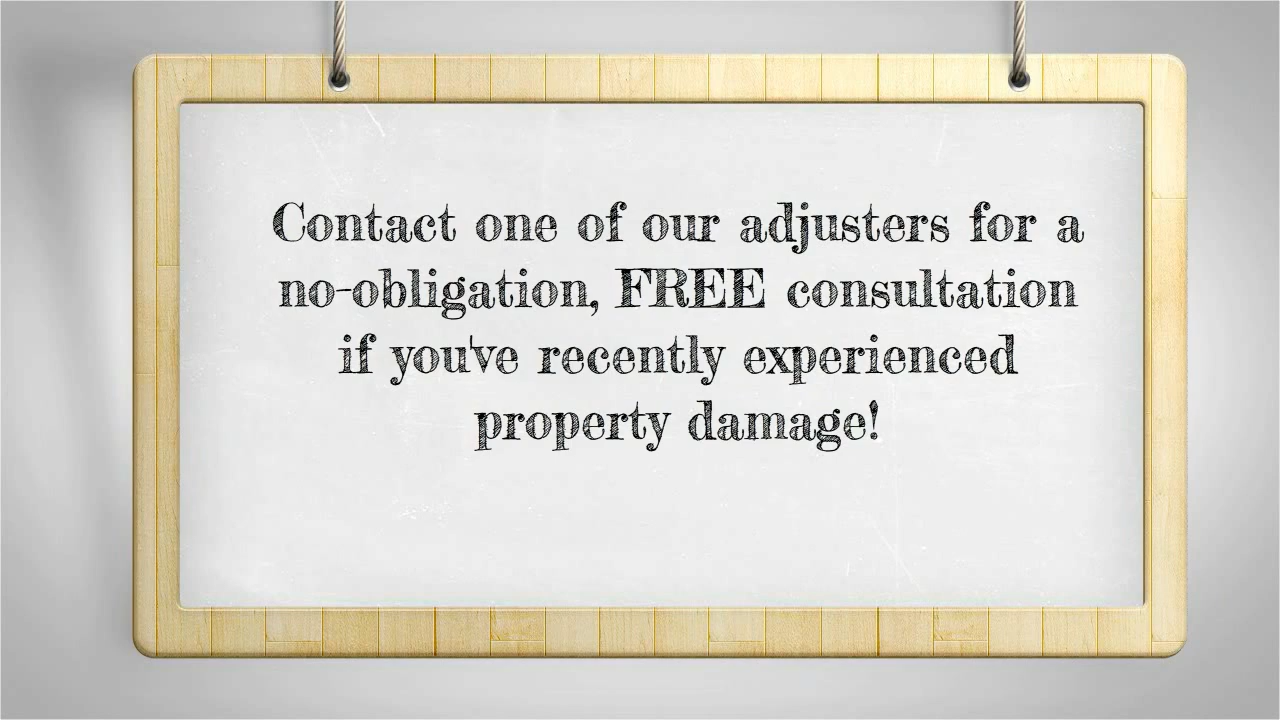 Contact one of our adjusters for a
no-obligation, FREE consultation
if you've recently experienced
property damage!